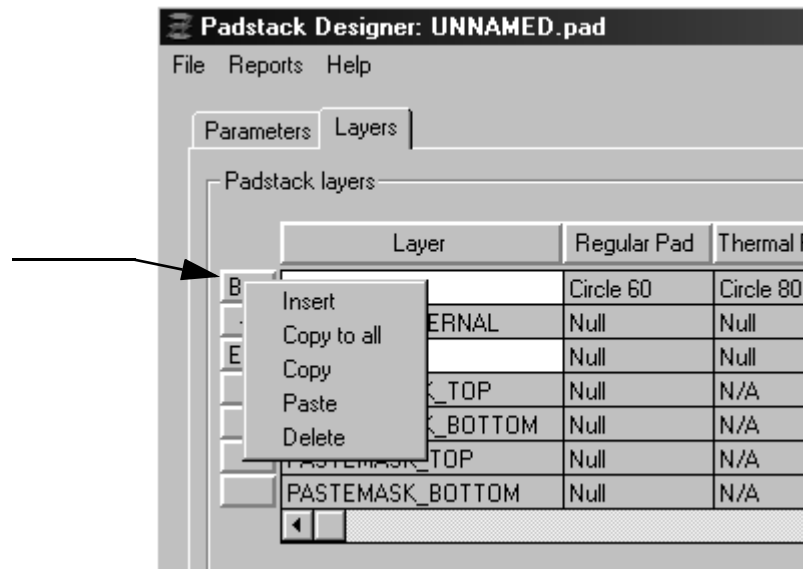 Padstack Designer: UNNAMED.pad
File Reports Help
Parameters Layers
Padstack layers
Layer Regular Pad Thermal
Circle 60 Circle 80
Insert
ERNAL Null Null
Copy to all
Null Null
Copy
_TOP Null N/A
Paste
_BOTTOM Null N/A
Delete
PASTEMASK_TOP Null N/A
PASTEMASK_BOTTOM Null N/A